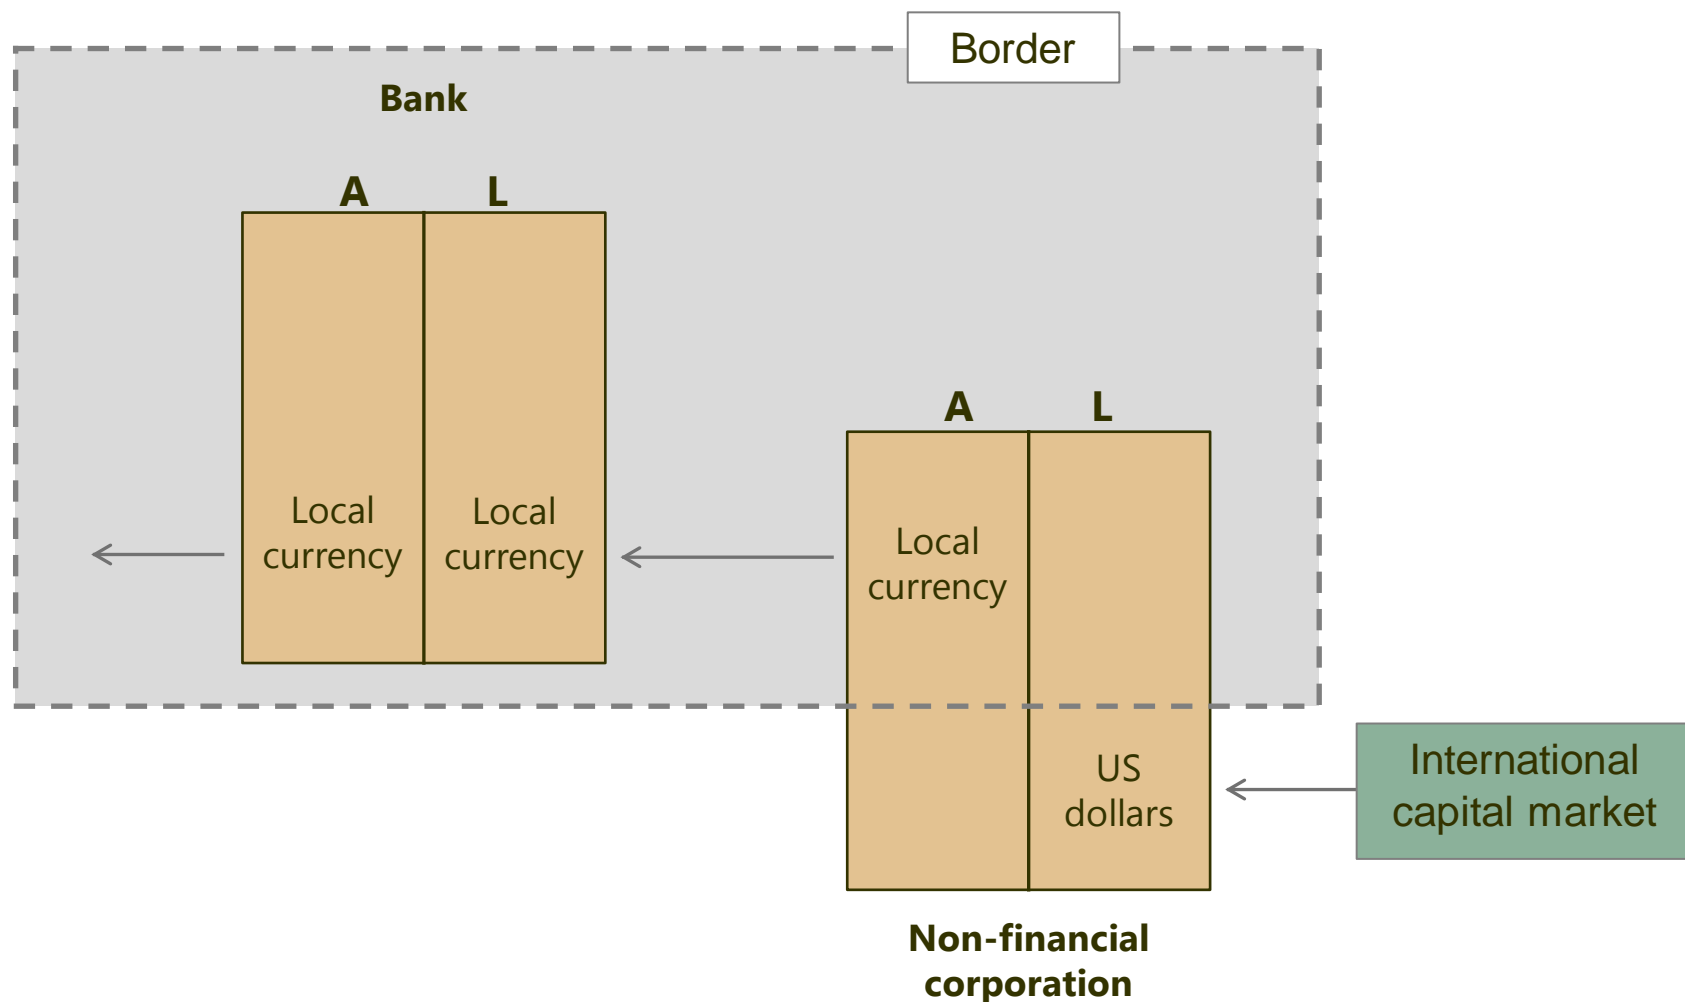 Border
Bank
A L
Local
currency
Local
currency
A L
Local
currency
US
dollars
International
capital market
Non-financial
corporation